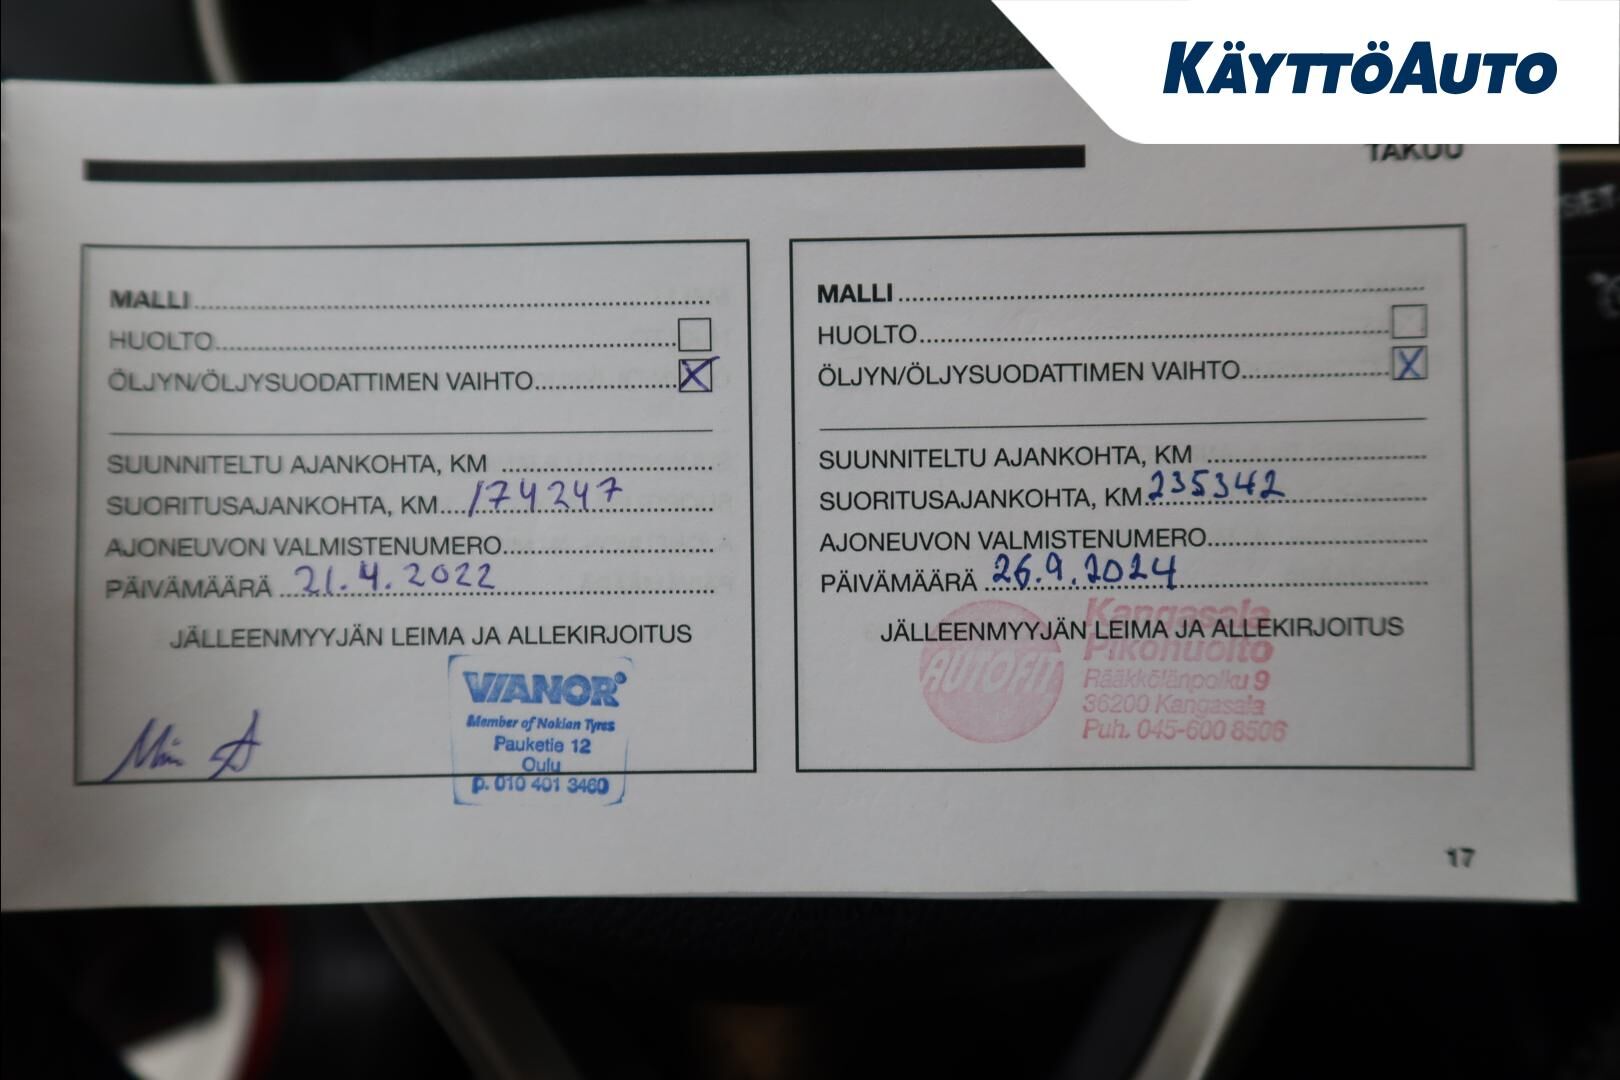 KÄYTTÖAUTO
TAKUU
MALLI
HUOLTO
ÖLJYN/ÖLJYSUODATTIMEN VAIHTO X
SUUNNITELTU AJANKOHTA, KM
SUORITUSAJANKOHTA, KM 174247
AJONEUVON VALMISTENUMERO
PÄIVÄMÄÄRÄ 21.4.2022
JÄLLEENMYYJÄN LEIMA JA ALLEKIRJOITUS
VIANOR
Member of Nokian Tyres
Pauketie 12
Oulu
p. 010 401 3460
MALLI
HUOLTO
ÖLJYN/ÖLJYSUODATTIMEN VAIHTO X
SUUNNITELTU AJANKOHTA, KM
SUORITUSAJANKOHTA, KM 235342
AJONEUVON VALMISTENUMERO
PÄIVÄMÄÄRÄ 26.9.2024
JÄLLEENMYYJÄN LEIMA JA ALLEKIRJOITUS
AUTOFIT
Kangasala
Pikahuolto
Rääkkölänpolku 9
36200 Kangasala
Puh. 045-600 8506
17
SET